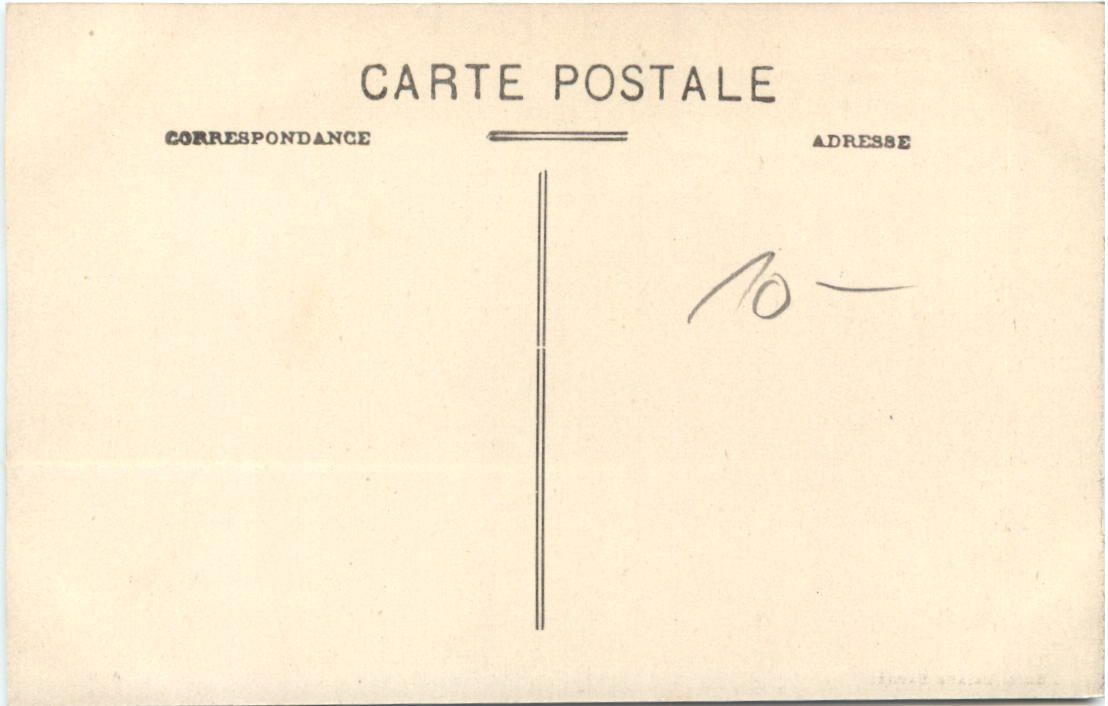 CARTE POSTALE
CORRESPONDANCE
ADRESSE
10 —